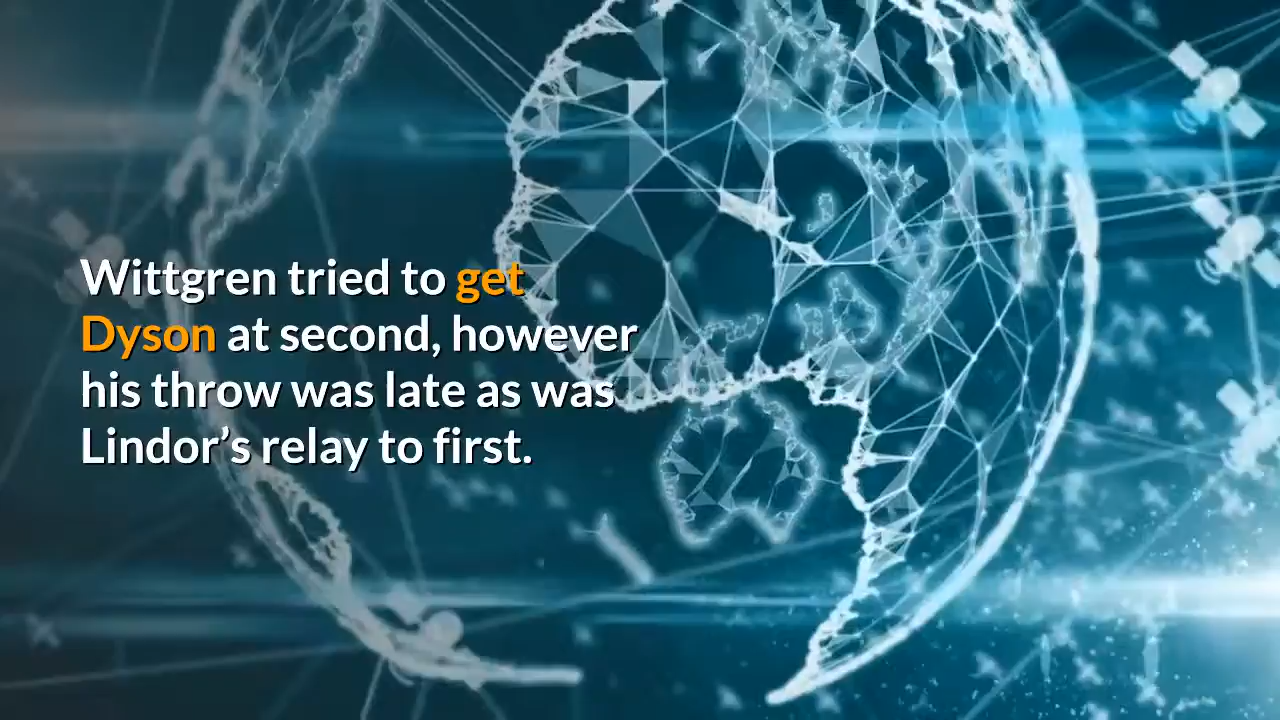 Wittgren tried to get
Dyson at second, however
his throw was late as was
Lindor’s relay to first.